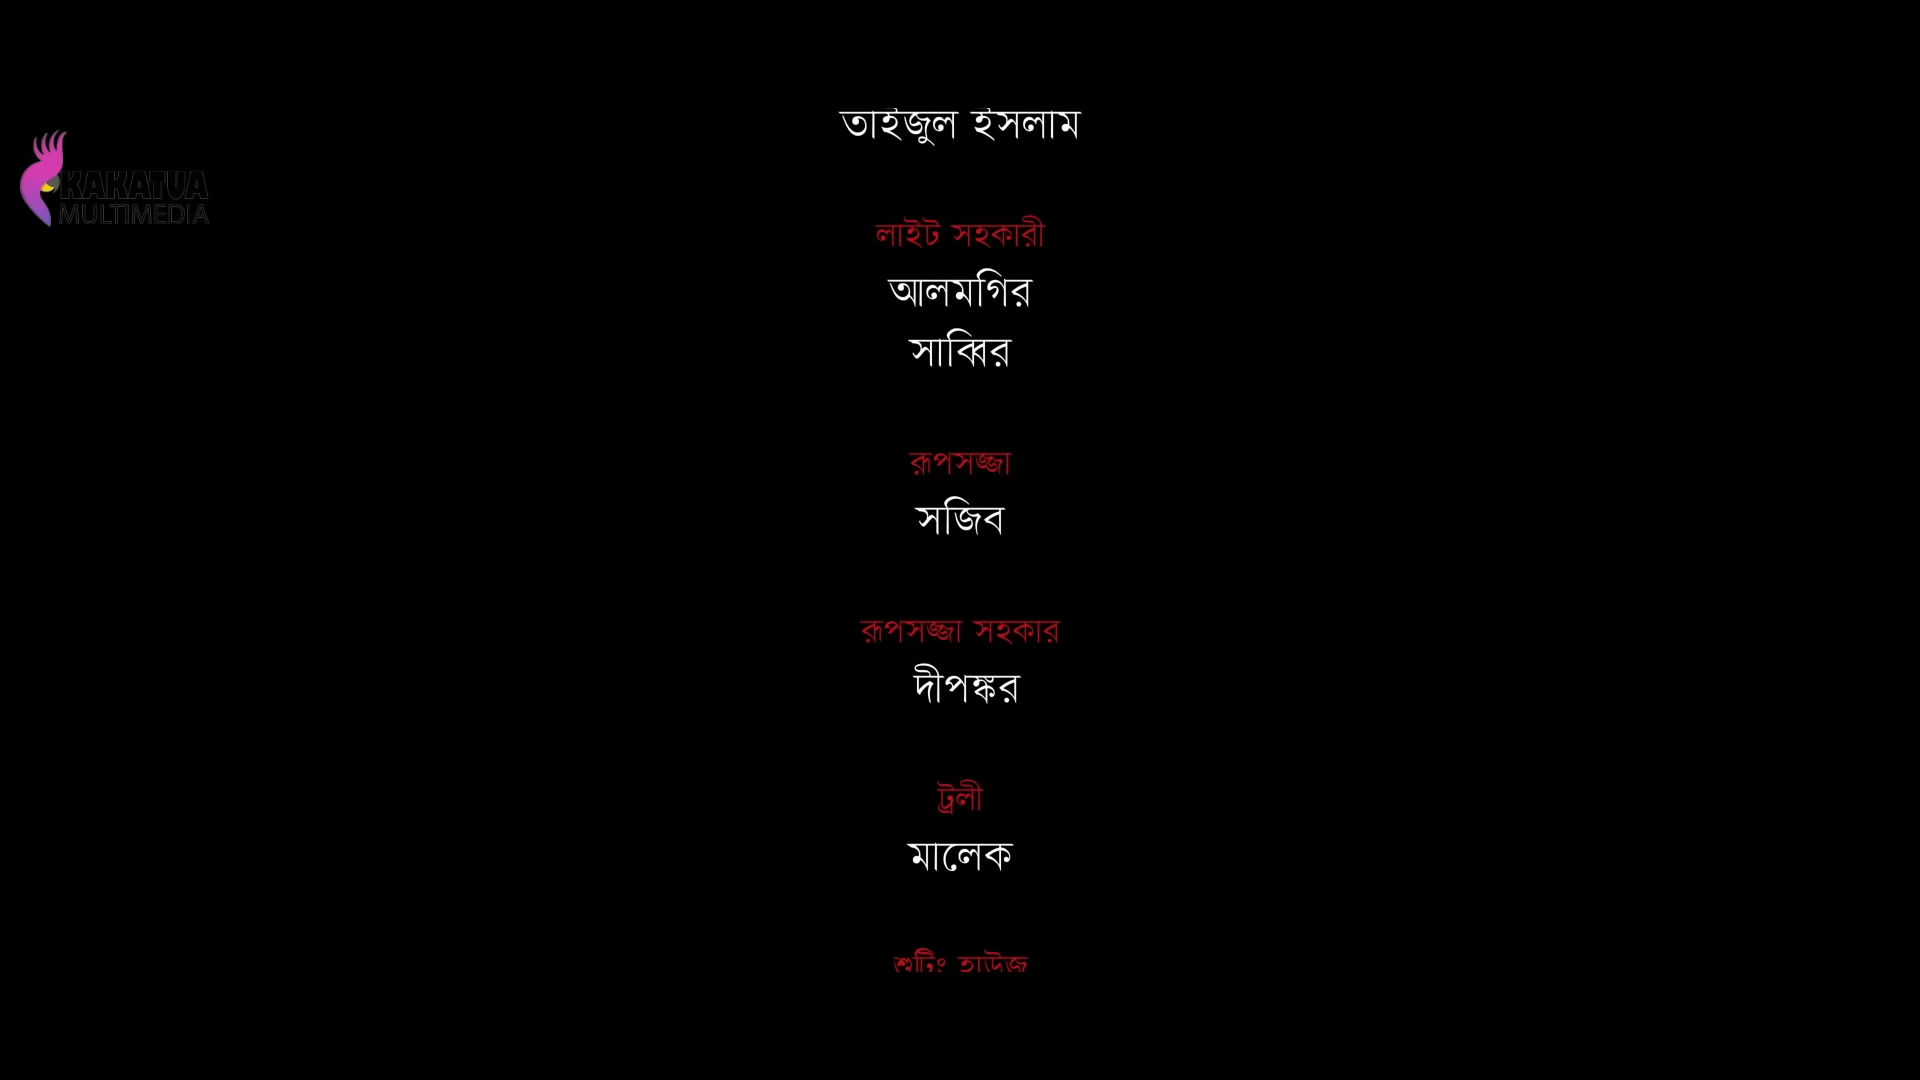 তাইজুল ইসলাম
KAKATUA
MULTIMEDIA
লাইট সহকারী
আলমগির
সাব্বির
রূপসজ্জা
সজিব
রূপসজ্জা সহকার
দীপঙ্কর
ট্রলী
মালেক
শুটিং হাউজ